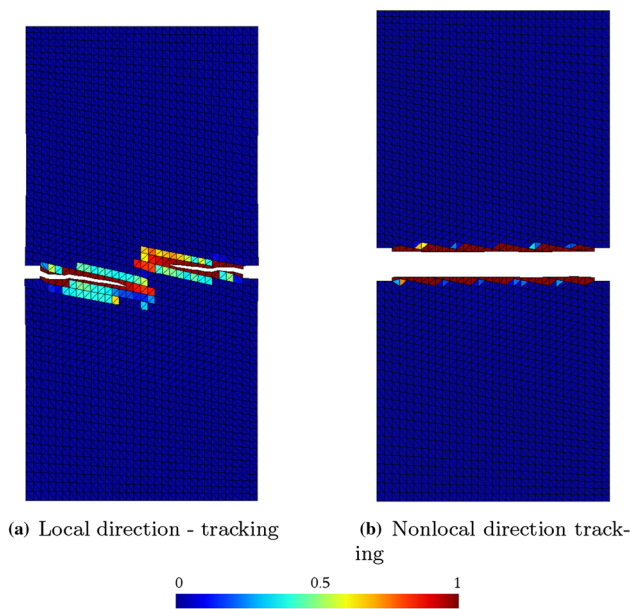 (a) Local direction - tracking
(b) Nonlocal direction track-
ing
0 0.5 1